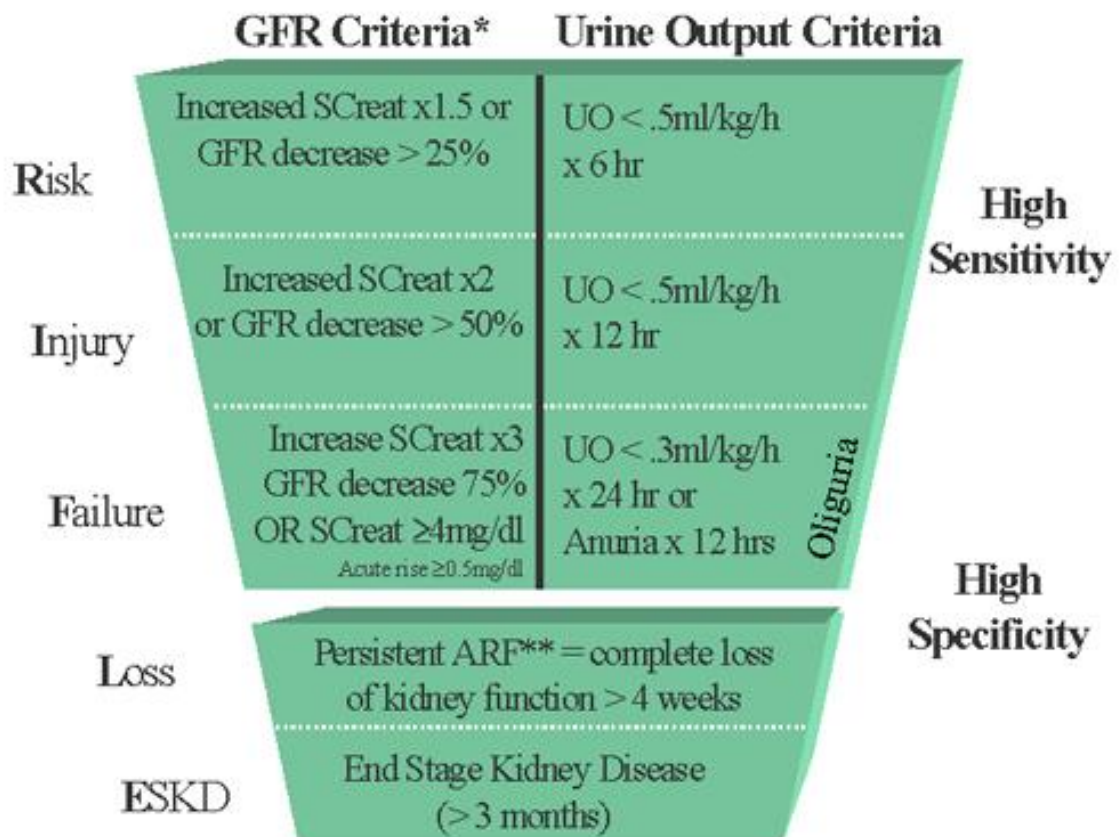 GFR Criteria* Urine Output Criteria
Risk
Increased SCreat x1.5 or
GFR decrease > 25%
UO < .5ml/kg/h
x 6 hr
High
Sensitivity
Injury
Increased SCreat x2
or GFR decrease > 50%
UO < .5ml/kg/h
x 12 hr
Failure
Increase SCreat x3
GFR decrease 75%
OR SCreat ≥4mg/dl
Acute rise ≥0.5mg/dl
UO < .3ml/kg/h
x 24 hr or
Anuria x 12 hrs
Oliguria
High
Specificity
Loss
Persistent ARF** = complete loss
of kidney function > 4 weeks
ESKD
End Stage Kidney Disease
(> 3 months)